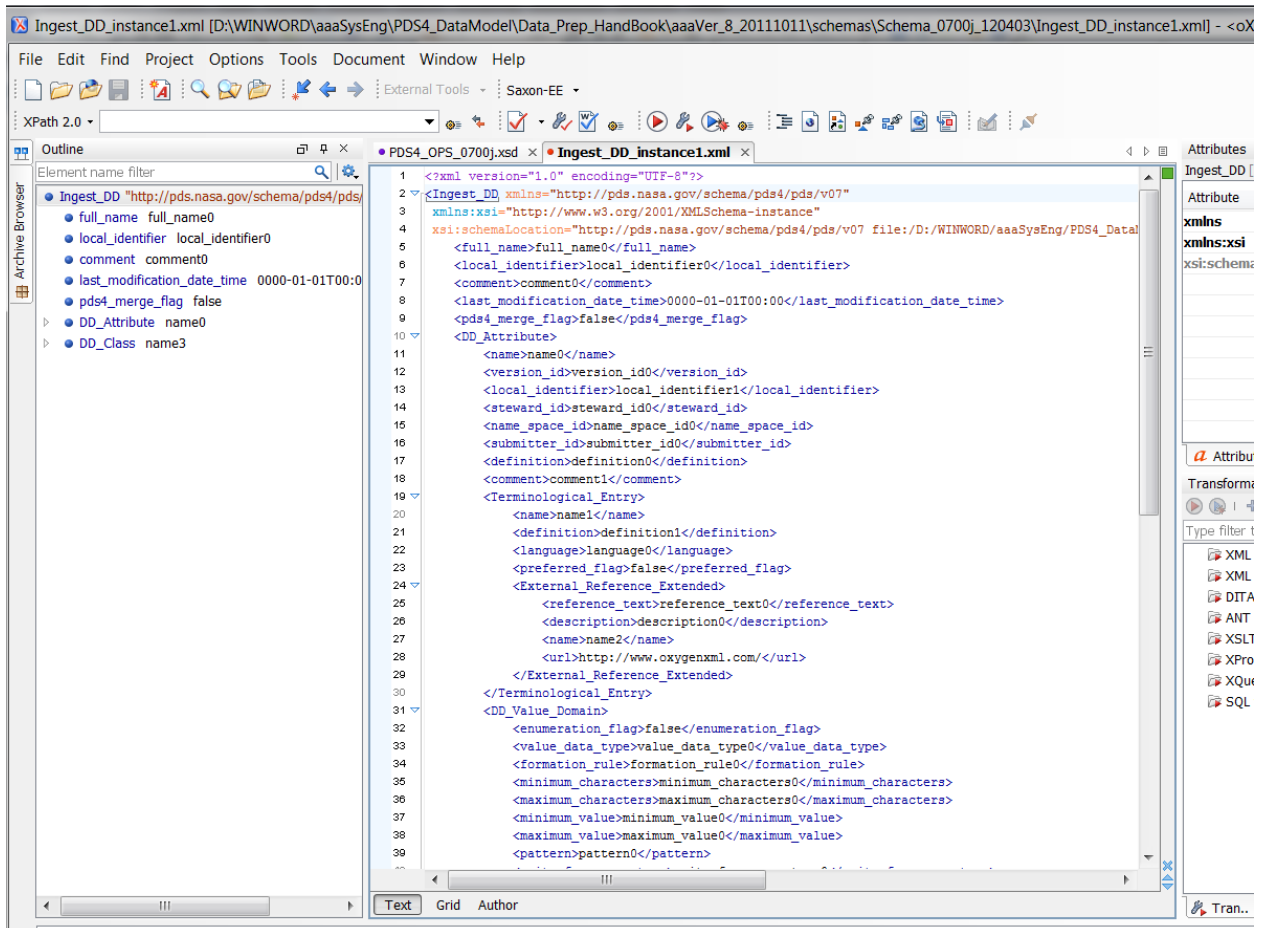 Ingest_DD_instance1.xml [D:\WINWORD\aaaSysEng\PDS4_DataModel\Data_Prep_HandBook\aaaVer_8_20111011\schemas\Schema_0700j_120403\Ingest_DD_instance1.xml] - <oX
File Edit Find Project Options Tools Document Window Help
External Tools Saxon-EE
XPath 2.0
Archive Browser
Outline
Element name filter
Ingest_DD "http://pds.nasa.gov/schema/pds4/pds/
full_name full_name0
local_identifier local_identifier0
comment comment0
last_modification_date_time 0000-01-01T00:0
pds4_merge_flag false
DD_Attribute name0
DD_Class name3
PDS4_OPS_0700j.xsd Ingest_DD_instance1.xml
1 <?xml version="1.0" encoding="UTF-8"?>
2 <Ingest_DD xmlns="http://pds.nasa.gov/schema/pds4/pds/v07"
3 xmlns:xsi="http://www.w3.org/2001/XMLSchema-instance"
4 xsi:schemaLocation="http://pds.nasa.gov/schema/pds4/pds/v07 file:/D:/WINWORD/aaaSysEng/PDS4_Data
5 <full_name>full_name0</full_name>
6 <local_identifier>local_identifier0</local_identifier>
7 <comment>comment0</comment>
8 <last_modification_date_time>0000-01-01T00:00</last_modification_date_time>
9 <pds4_merge_flag>false</pds4_merge_flag>
10 <DD_Attribute>
11 <name>name0</name>
12 <version_id>version_id0</version_id>
13 <local_identifier>local_identifier1</local_identifier>
14 <steward_id>steward_id0</steward_id>
15 <name_space_id>name_space_id0</name_space_id>
16 <submitter_id>submitter_id0</submitter_id>
17 <definition>definition0</definition>
18 <comment>comment1</comment>
19 <Terminological_Entry>
20 <name>name1</name>
21 <definition>definition1</definition>
22 <language>language0</language>
23 <preferred_flag>false</preferred_flag>
24 <External_Reference_Extended>
25 <reference_text>reference_text0</reference_text>
26 <description>description0</description>
27 <name>name2</name>
28 <url>http://www.oxygenxml.com/</url>
29 </External_Reference_Extended>
30 </Terminological_Entry>
31 <DD_Value_Domain>
32 <enumeration_flag>false</enumeration_flag>
33 <value_data_type>value_data_type0</value_data_type>
34 <formation_rule>formation_rule0</formation_rule>
35 <minimum_characters>minimum_characters0</minimum_characters>
36 <maximum_characters>maximum_characters0</maximum_characters>
37 <minimum_value>minimum_value0</minimum_value>
38 <maximum_value>maximum_value0</maximum_value>
39 <pattern>pattern0</pattern>
Text Grid Author
Attributes
Ingest_DD [
Attribute
xmlns
xmlns:xsi
xsi:schema
a Attribu
Transforma
Type filter t
XML
XML
DITA
ANT
XSLT
XPro
XQue
SQL
Tran..